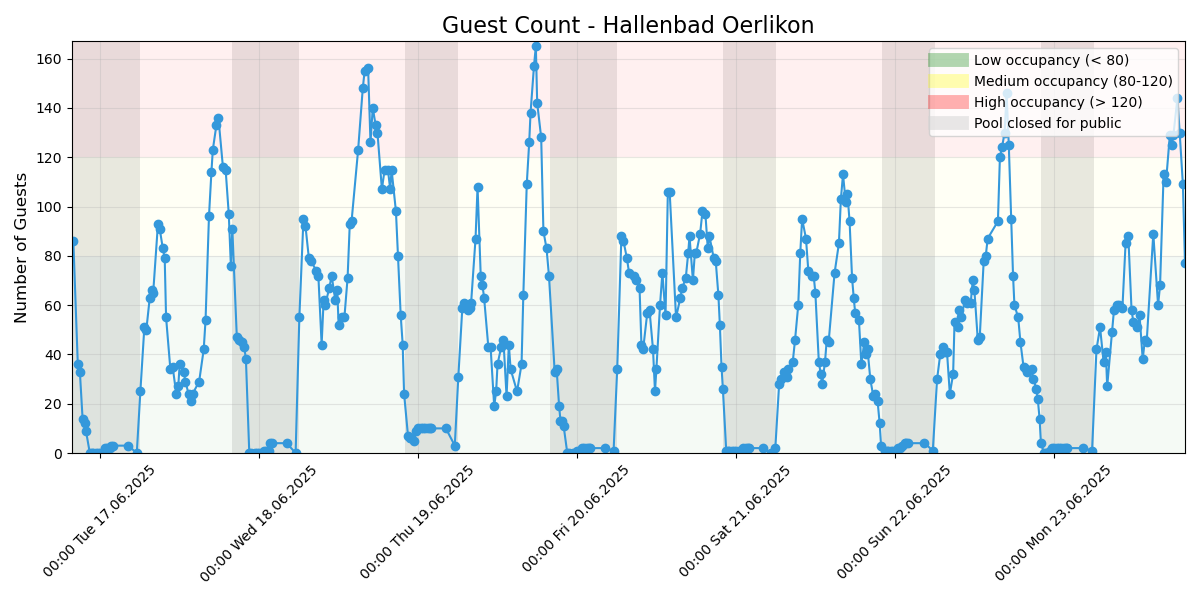 Guest Count - Hallenbad Oerlikon
Number of Guests
160
140
120
100
80
60
40
20
0
Low occupancy (< 80)
Medium occupancy (80-120)
High occupancy (> 120)
Pool closed for public
00:00 Tue 17.06.2025
00:00 Wed 18.06.2025
00:00 Thu 19.06.2025
00:00 Fri 20.06.2025
00:00 Sat 21.06.2025
00:00 Sun 22.06.2025
00:00 Mon 23.06.2025